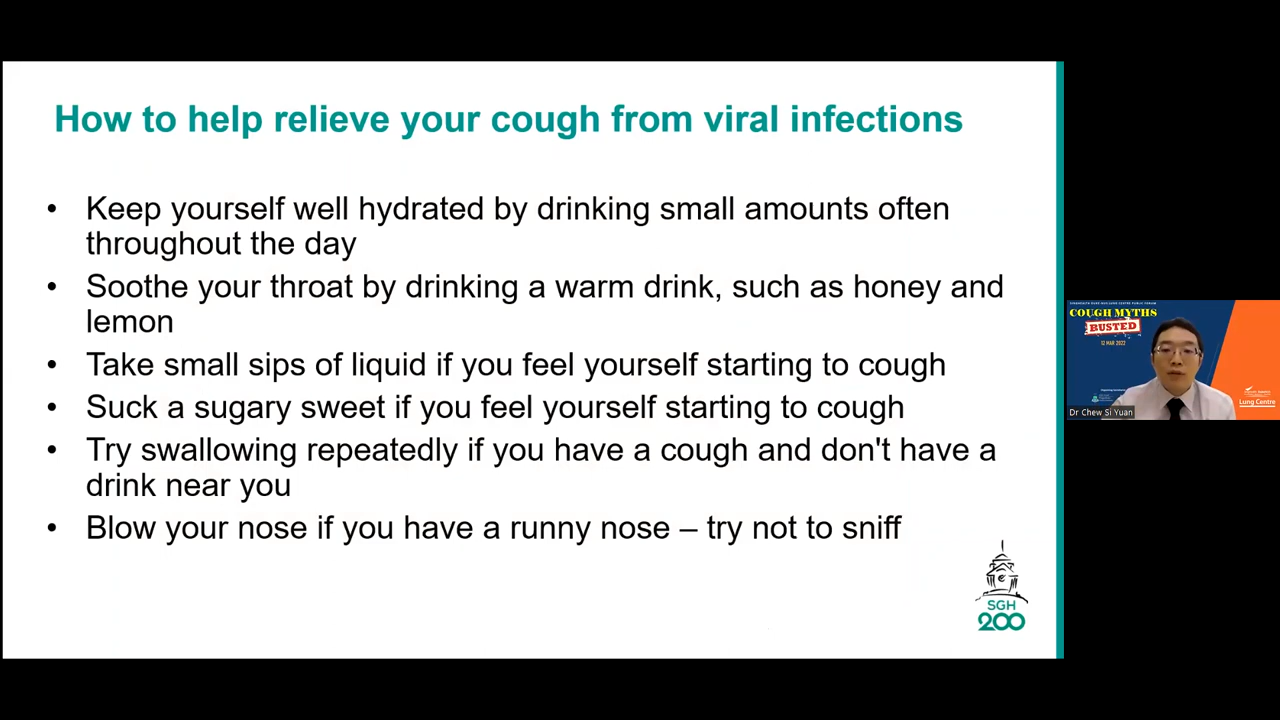 How to help relieve your cough from viral infections
• Keep yourself well hydrated by drinking small amounts often
throughout the day
• Soothe your throat by drinking a warm drink, such as honey and
lemon
• Take small sips of liquid if you feel yourself starting to cough
• Suck a sugary sweet if you feel yourself starting to cough
• Try swallowing repeatedly if you have a cough and don't have a
drink near you
• Blow your nose if you have a runny nose – try not to sniff
SGH
200
COUGH MYTHS
BUSTED
12 MAR 2022
Lung Centre
Dr Chew Si Yuan